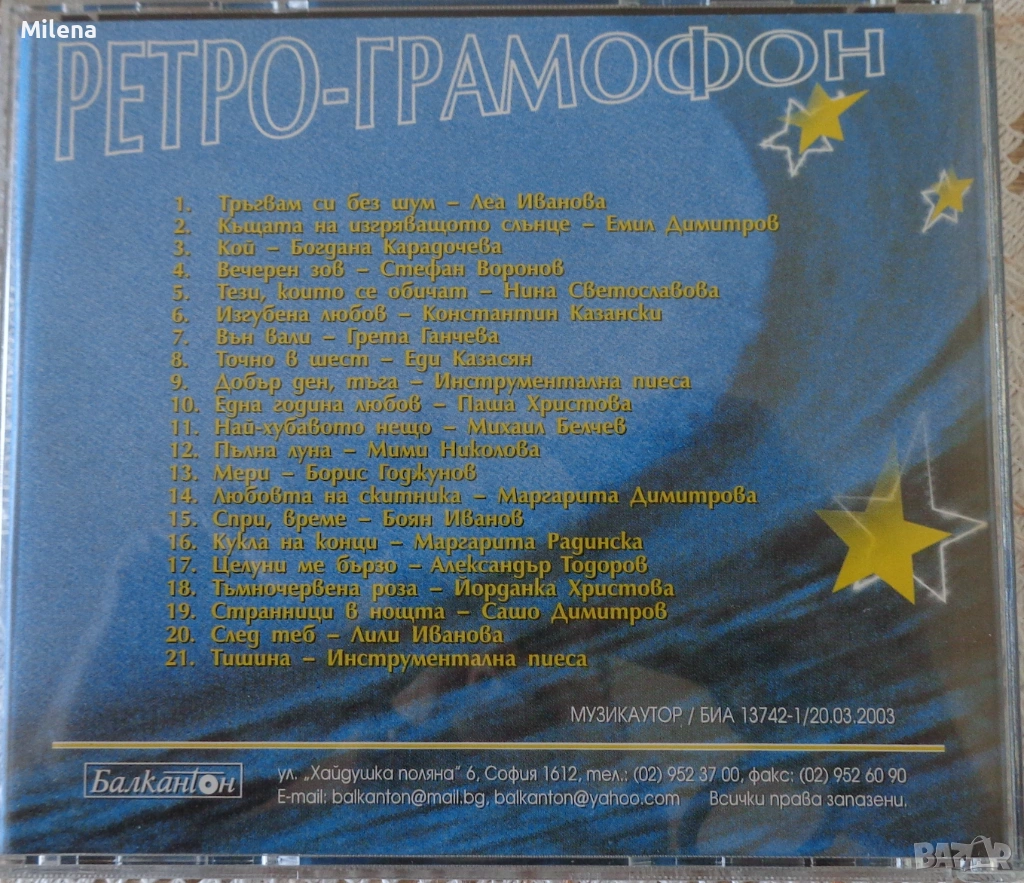 Milena
РЕТРО-ГРАМОФОН
1. Тръгвам си без шум – Леа Иванова
2. Къщата на изгряващото слънце – Емил Димитров
3. Кой – Богдана Карадочева
4. Вечерен зов – Стефан Воронов
5. Тези, които се обичат – Нина Светославова
6. Изгубена любов – Константин Казански
7. Вън вали – Грета Ганчева
8. Точно в шест – Еди Казасян
9. Добър ден, тъга – Инструментална пиеса
10. Една година любов – Паша Христова
11. Най-хубавото нещо – Михаил Белчев
12. Пълна луна – Мими Николова
13. Мери – Борис Годжунов
14. Любовта на скитника – Маргарита Димитрова
15. Спри, време – Боян Иванов
16. Кукла на конци – Маргарита Радинска
17. Целуни ме бързо – Александър Тодоров
18. Тъмночервена роза – Йорданка Христова
19. Странници в нощта – Сашо Димитров
20. След теб – Лили Иванова
21. Тишина – Инструментална пиеса
МУЗИКАУТОР / БИА 13742-1/20.03.2003
Балкантон
ул. „Хайдушка поляна" 6, София 1612, тел.: (02) 952 37 00, факс: (02) 952 60 90
E-mail: balkanton@mail.bg, balkanton@yahoo.com Всички права запазени.
BAZAR